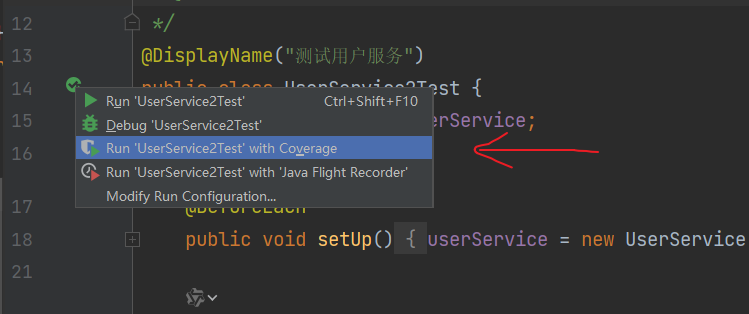 12 */
13 @DisplayName("测试用户服务")
14 public class UserService2Test {
Run 'UserService2Test' Ctrl+Shift+F10
15 erService;
Debug 'UserService2Test'
16 Run 'UserService2Test' with Coverage
Run 'UserService2Test' with 'Java Flight Recorder'
Modify Run Configuration...
17 @BeforeEach
18 public void setUp() { userService = new UserService
21